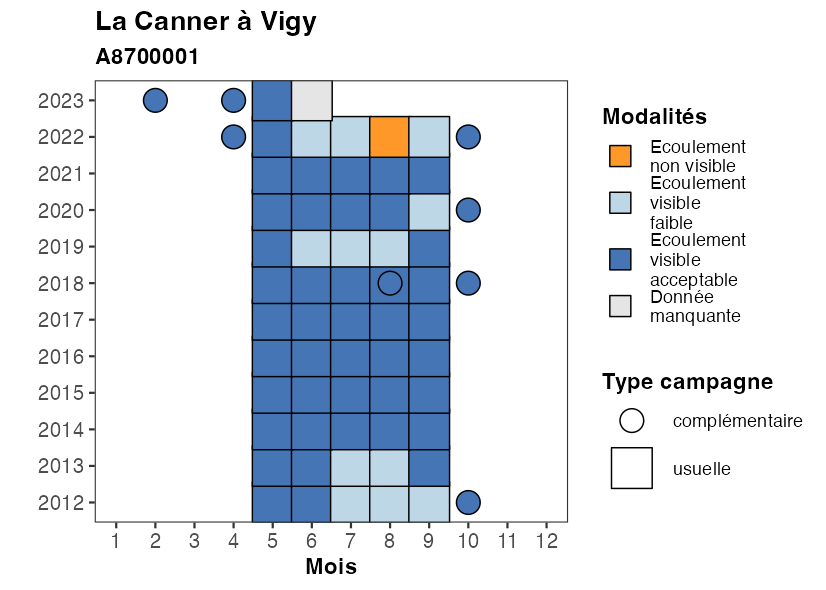 La Canner à Vigy
A8700001
2023
2022
2021
2020
2019
2018
2017
2016
2015
2014
2013
2012
1 2 3 4 5 6 7 8 9 10 11 12
Mois
Modalités
Ecoulement
non visible
Ecoulement
visible
faible
Ecoulement
visible
acceptable
Donnée
manquante
Type campagne
complémentaire
usuelle